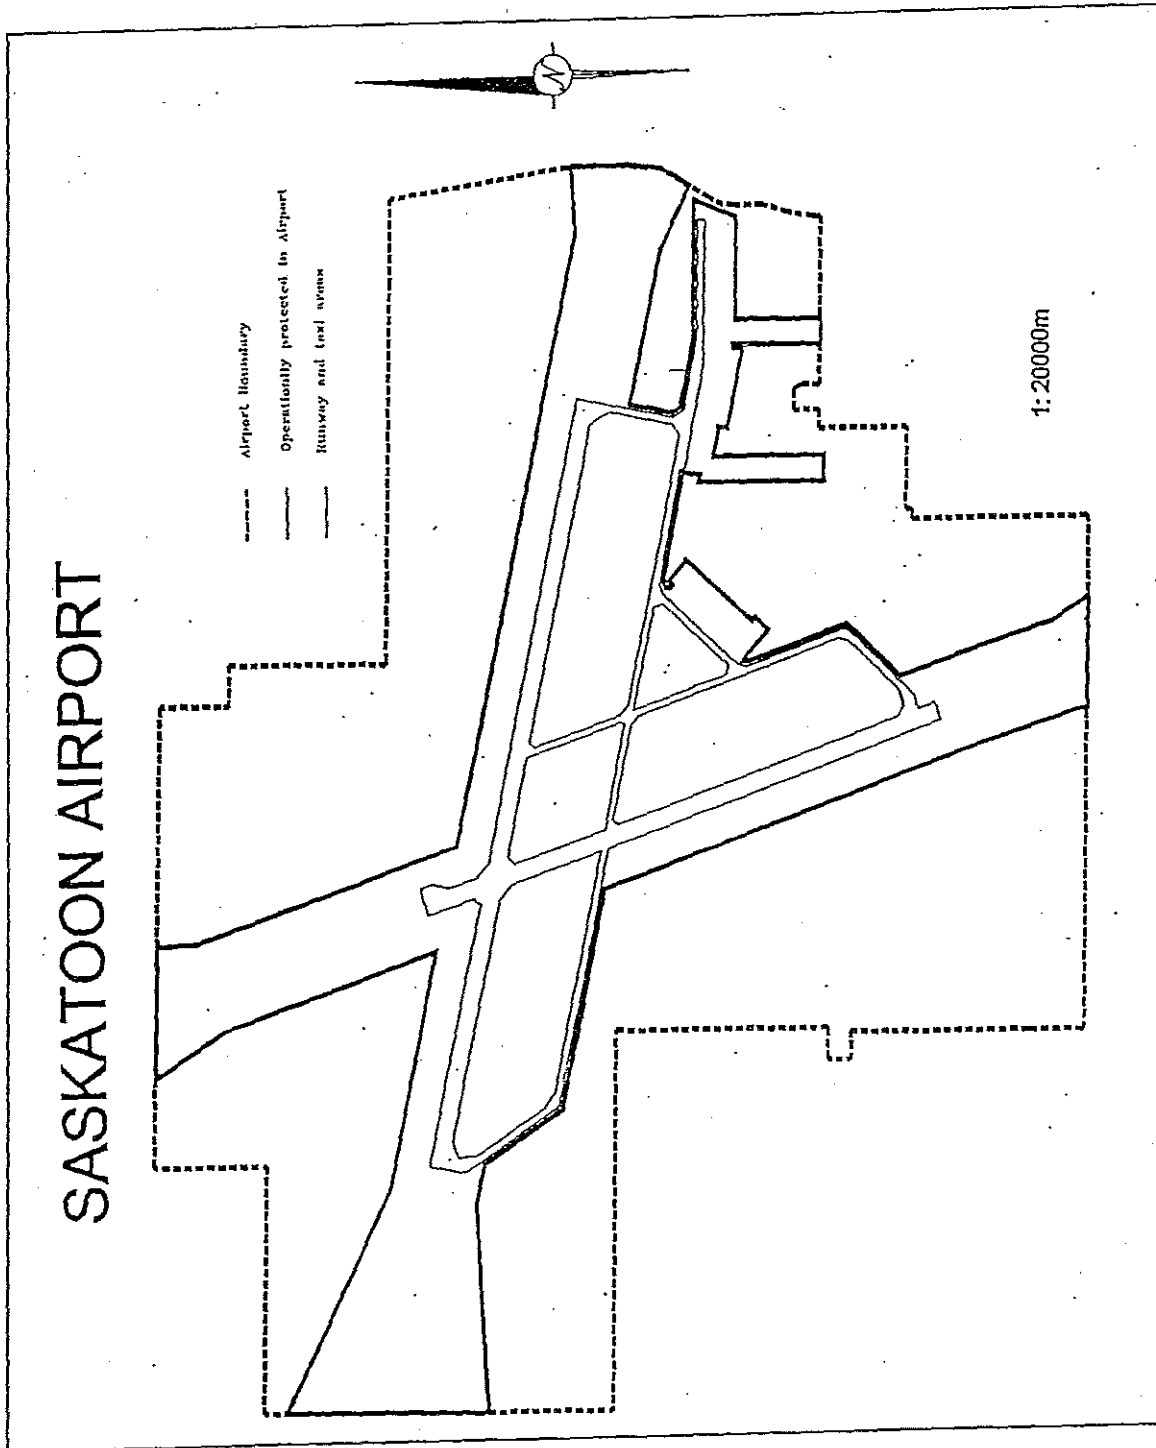 SASKATOON AIRPORT
N
Airport Boundary
Operationally protected in Airport
Runway and taxi areas
1:20000m